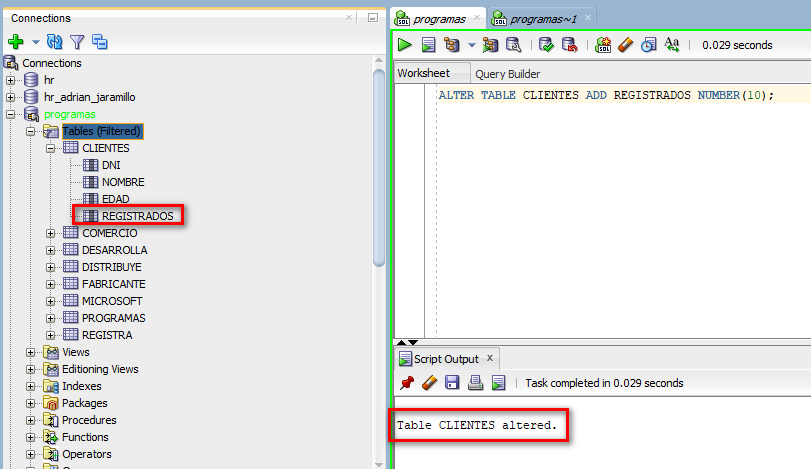 Connections
Connections
hr
hr_adrian_jaramillo
programas
Tables (Filtered)
CLIENTES
DNI
NOMBRE
EDAD
REGISTRADOS
COMERCIO
DESARROLLA
DISTRIBUYE
FABRICANTE
MICROSOFT
PROGRAMAS
REGISTRA
Views
Editioning Views
Indexes
Packages
Procedures
Functions
Operators
programas
programas~1
0.029 seconds
Worksheet
Query Builder
ALTER TABLE CLIENTES ADD REGISTRADOS NUMBER(10);
Script Output
Task completed in 0.029 seconds
Table CLIENTES altered.